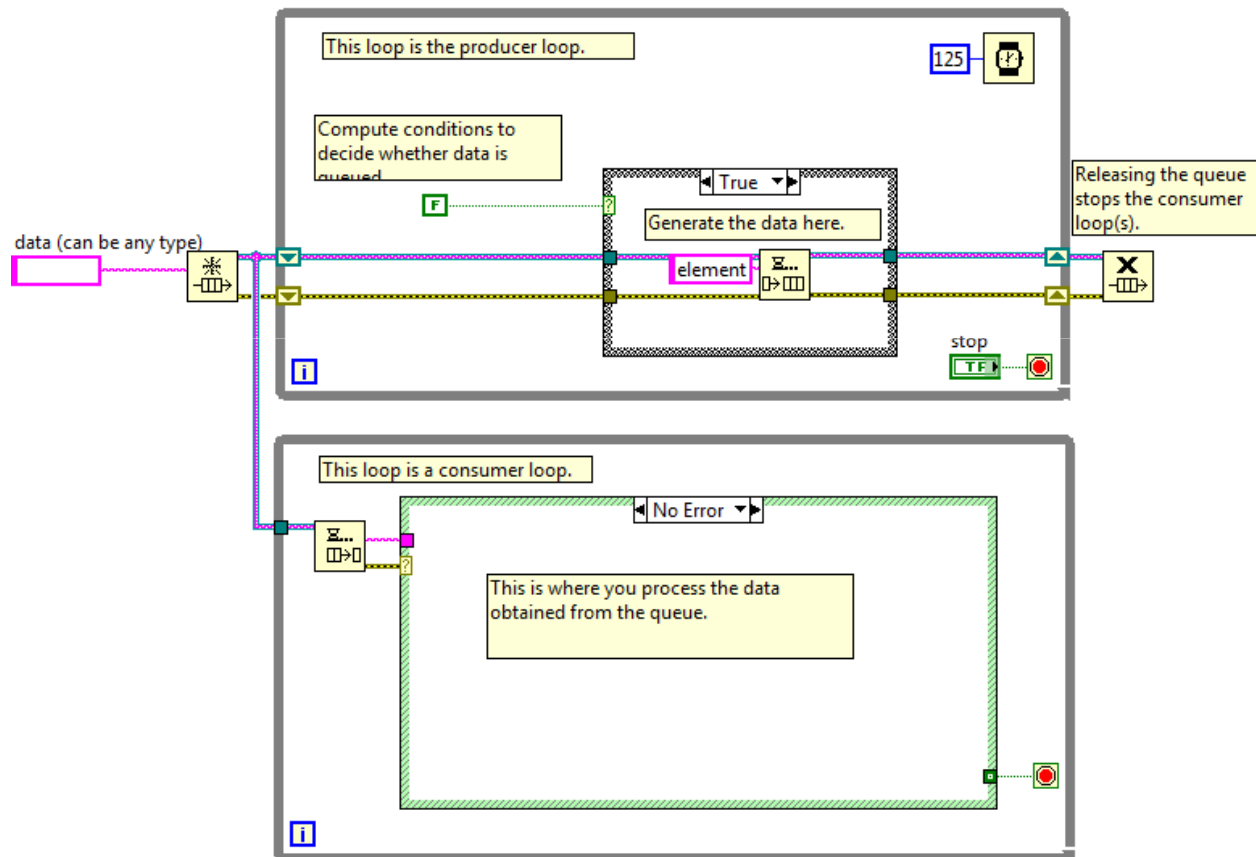 This loop is the producer loop.
125
Compute conditions to
decide whether data is
queued
True
Releasing the queue
stops the consumer
loop(s).
F
?
Generate the data here.
data (can be any type)
element
stop
TF
i
This loop is a consumer loop.
No Error
?
This is where you process the data
obtained from the queue.
i